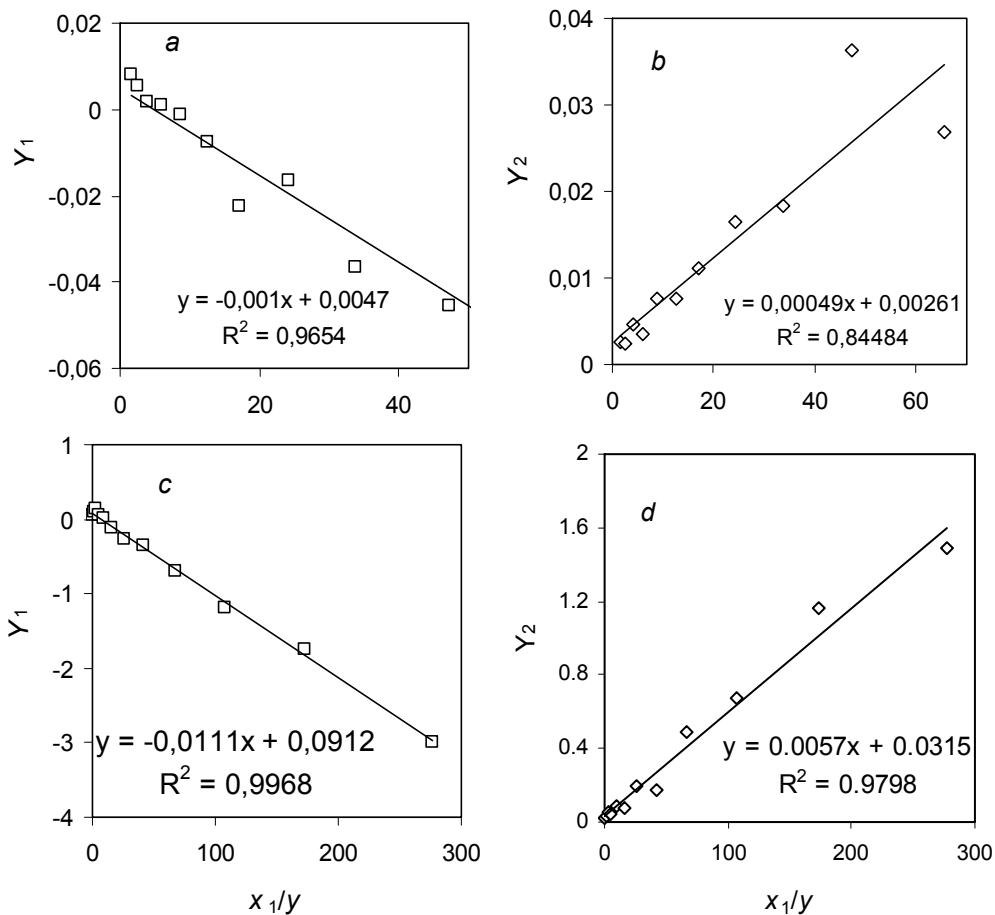 0,02
0
-0,02
-0,04
-0,06
Y1
a
y = -0,001x + 0,0047
R² = 0,9654
0 20 40
0,04
0,03
0,02
0,01
0
Y2
b
y = 0,00049x + 0,00261
R² = 0,84484
0 20 40 60
1
0
-1
-2
-3
-4
Y1
c
y = -0,0111x + 0,0912
R² = 0,9968
0 100 200 300
x1/y
2
1.6
1.2
0.8
0.4
0
Y2
d
y = 0.0057x + 0.0315
R² = 0.9798
0 100 200 300
x1/y